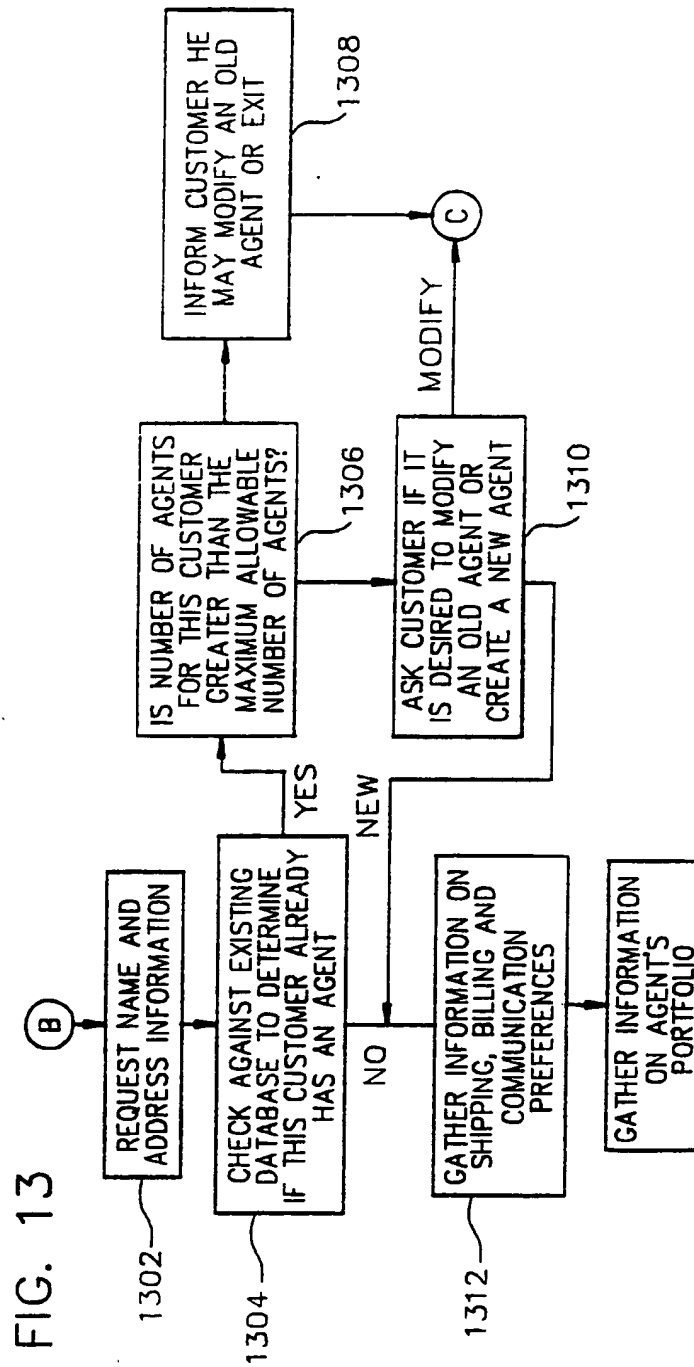 FIG. 13
B
REQUEST NAME AND
ADDRESS INFORMATION
1302
CHECK AGAINST EXISTING
DATABASE TO DETERMINE
IF THIS CUSTOMER ALREADY
HAS AN AGENT
1304
YES
NO
IS NUMBER OF AGENTS
FOR THIS CUSTOMER
GREATER THAN THE
MAXIMUM ALLOWABLE
NUMBER OF AGENTS?
1306
INFORM CUSTOMER HE
MAY MODIFY AN OLD
AGENT OR EXIT
1308
ASK CUSTOMER IF IT
IS DESIRED TO MODIFY
AN OLD AGENT OR
CREATE A NEW AGENT
1310
MODIFY
C
NEW
GATHER INFORMATION ON
SHIPPING, BILLING AND
COMMUNICATION
PREFERENCES
1312
GATHER INFORMATION
ON AGENT'S
PORTFOLIO